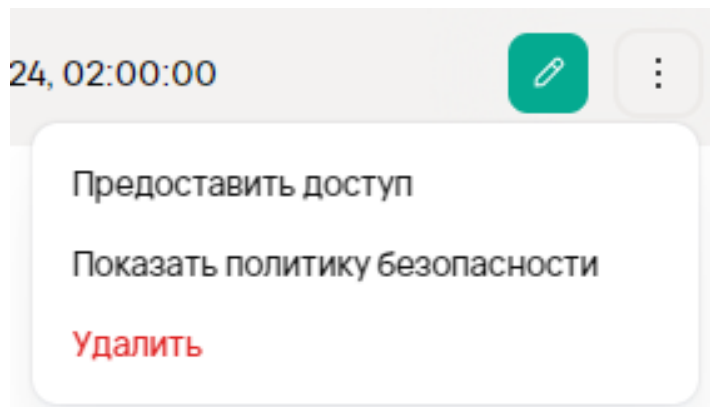 24, 02:00:00
Предоставить доступ
Показать политику безопасности
Удалить